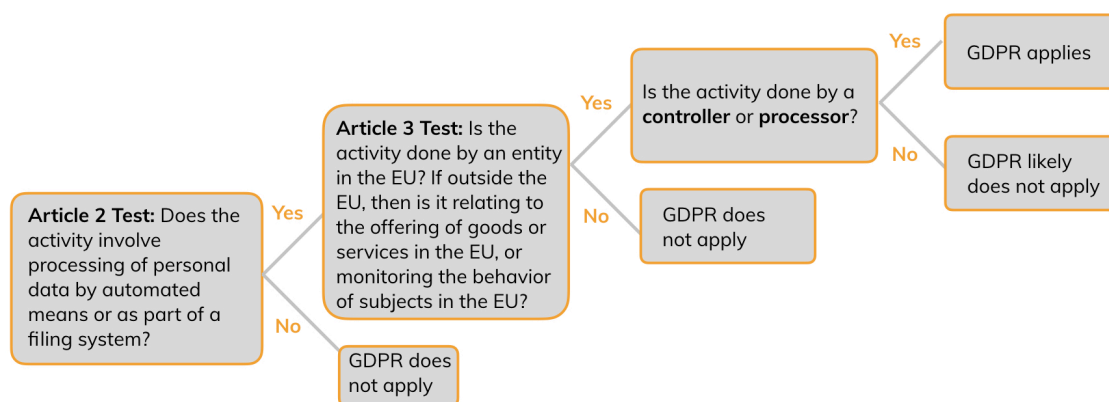 Article 2 Test: Does the
activity involve
processing of personal
data by automated
means or as part of a
filing system?
Yes
No
GDPR does
not apply
Article 3 Test: Is the
activity done by an entity
in the EU? If outside the
EU, then is it relating to
the offering of goods or
services in the EU, or
monitoring the behavior
of subjects in the EU?
Yes
No
GDPR does
not apply
Is the activity done by a
controller or processor?
Yes
No
GDPR applies
GDPR likely
does not apply